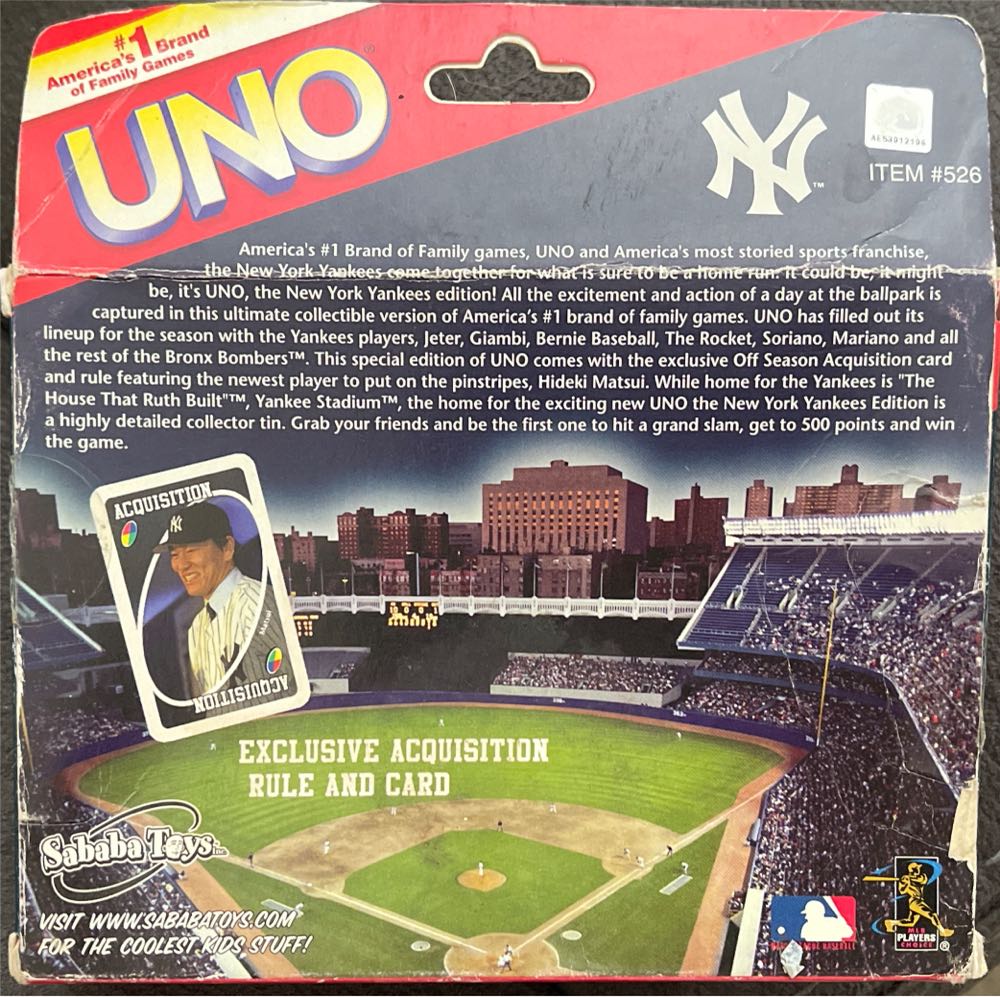 #1 Brand
America's
of Family Games
UNO®
NY™
AE53912196
ITEM #526
America's #1 Brand of Family games, UNO and America's most storied sports franchise,
the New York Yankees come together for what is sure to be a home run. It could be, it might
be, it's UNO, the New York Yankees edition! All the excitement and action of a day at the ballpark is
captured in this ultimate collectible version of America's #1 brand of family games. UNO has filled out its
lineup for the season with the Yankees players, Jeter, Giambi, Bernie Baseball, The Rocket, Soriano, Mariano and all
the rest of the Bronx Bombers™. This special edition of UNO comes with the exclusive Off Season Acquisition card
and rule featuring the newest player to put on the pinstripes, Hideki Matsui. While home for the Yankees is "The
House That Ruth Built"™, Yankee Stadium™, the home for the exciting new UNO the New York Yankees Edition is
a highly detailed collector tin. Grab your friends and be the first one to hit a grand slam, get to 500 points and win
the game.
ACQUISITION
NY
Matsui
ACQUISITION
EXCLUSIVE ACQUISITION
RULE AND CARD
Sababa Toys Inc.
VISIT WWW.SABABATOYS.COM
FOR THE COOLEST KIDS STUFF!
MAJOR LEAGUE BASEBALL
MLB
PLAYERS
CHOICE®